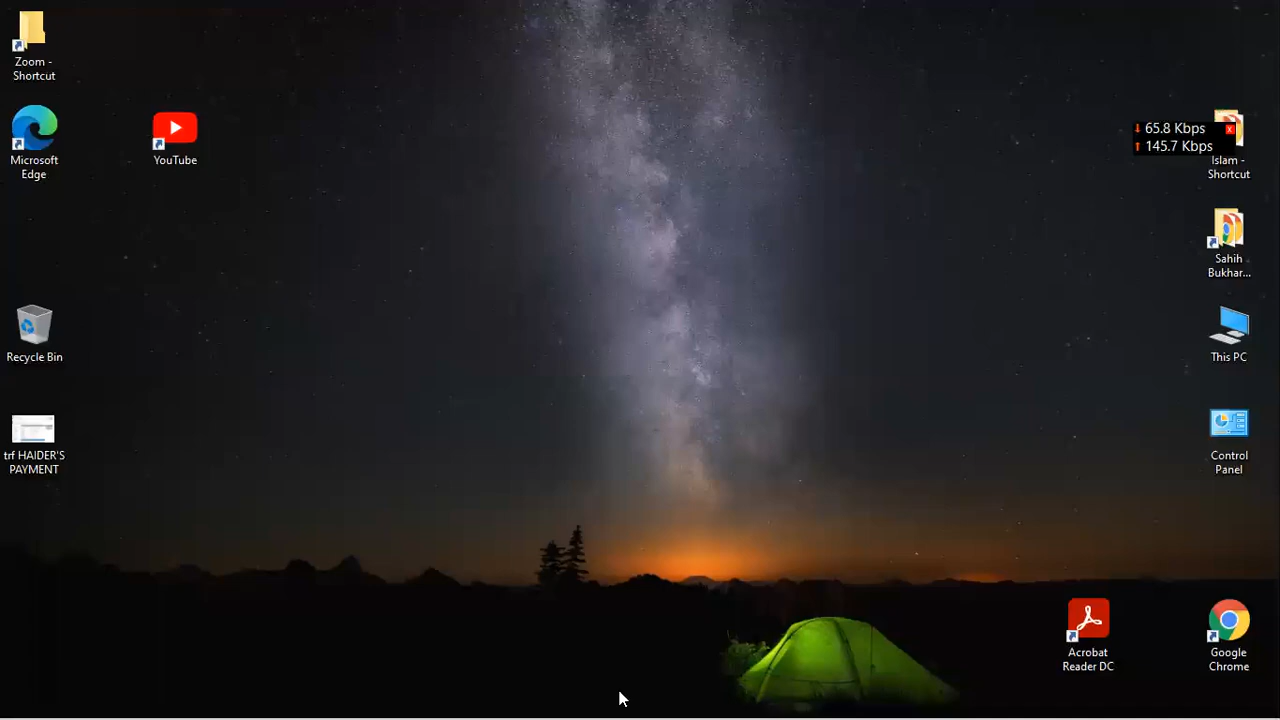 Zoom -
Shortcut
Microsoft
Edge
YouTube
Recycle Bin
trf HAIDER'S
PAYMENT
65.8 Kbps
x
145.7 Kbps
Islam -
Shortcut
Sahih
Bukhar...
This PC
Control
Panel
Acrobat
Reader DC
Google
Chrome